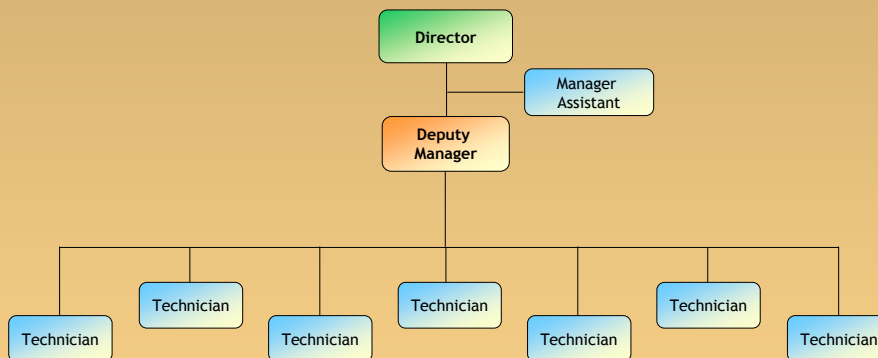 Director
Manager
Assistant
Deputy
Manager
Technician
Technician
Technician
Technician
Technician
Technician
Technician